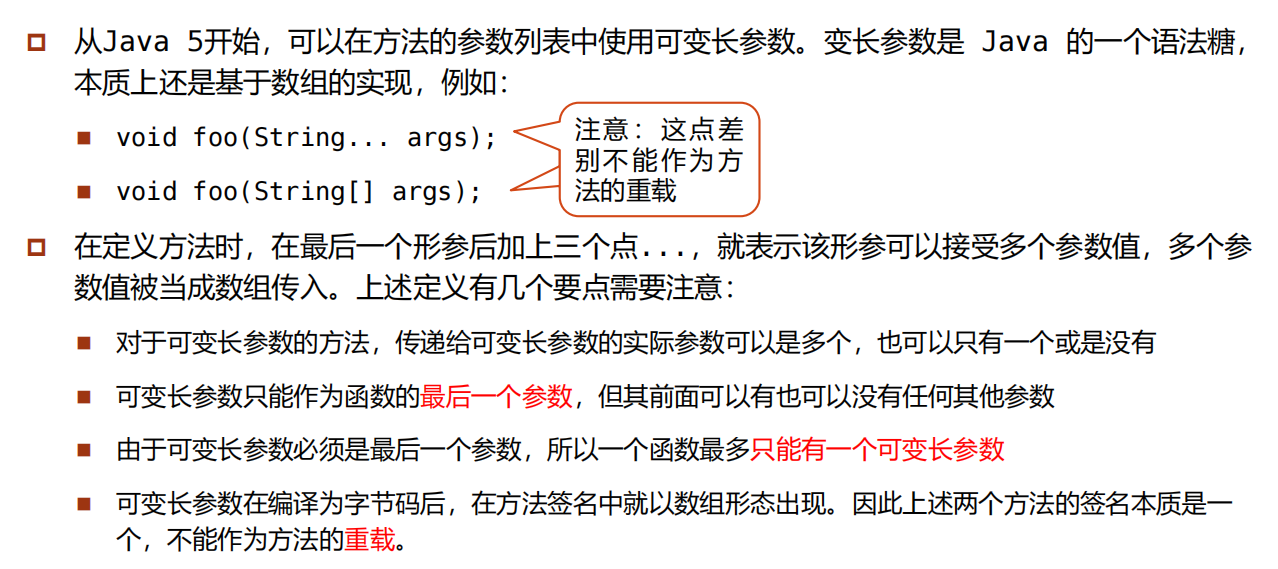 从Java 5开始，可以在方法的参数列表中使用可变长参数。变长参数是 Java 的一个语法糖，
本质上还是基于数组的实现，例如：
void foo(String... args);
void foo(String[] args);
注意：这点差
别不能作为方
法的重载
在定义方法时，在最后一个形参后加上三个点...，就表示该形参可以接受多个参数值，多个参
数值被当成数组传入。上述定义有几个要点需要注意：
对于可变长参数的方法，传递给可变长参数的实际参数可以是多个，也可以只有一个或是没有
可变长参数只能作为函数的最后一个参数，但其前面可以有也可以没有任何其他参数
由于可变长参数必须是最后一个参数，所以一个函数最多只能有一个可变长参数
可变长参数在编译为字节码后，在方法签名中就以数组形态出现。因此上述两个方法的签名本质是一
个，不能作为方法的重载。